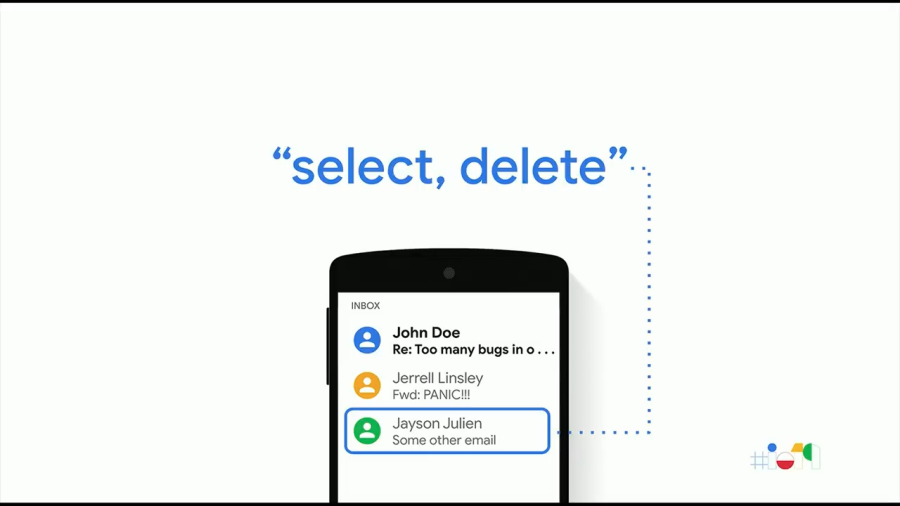 “select, delete”
INBOX
John Doe
Re: Too many bugs in o . . .
Jerrell Linsley
Fwd: PANIC!!!
Jayson Julien
Some other email
#io19